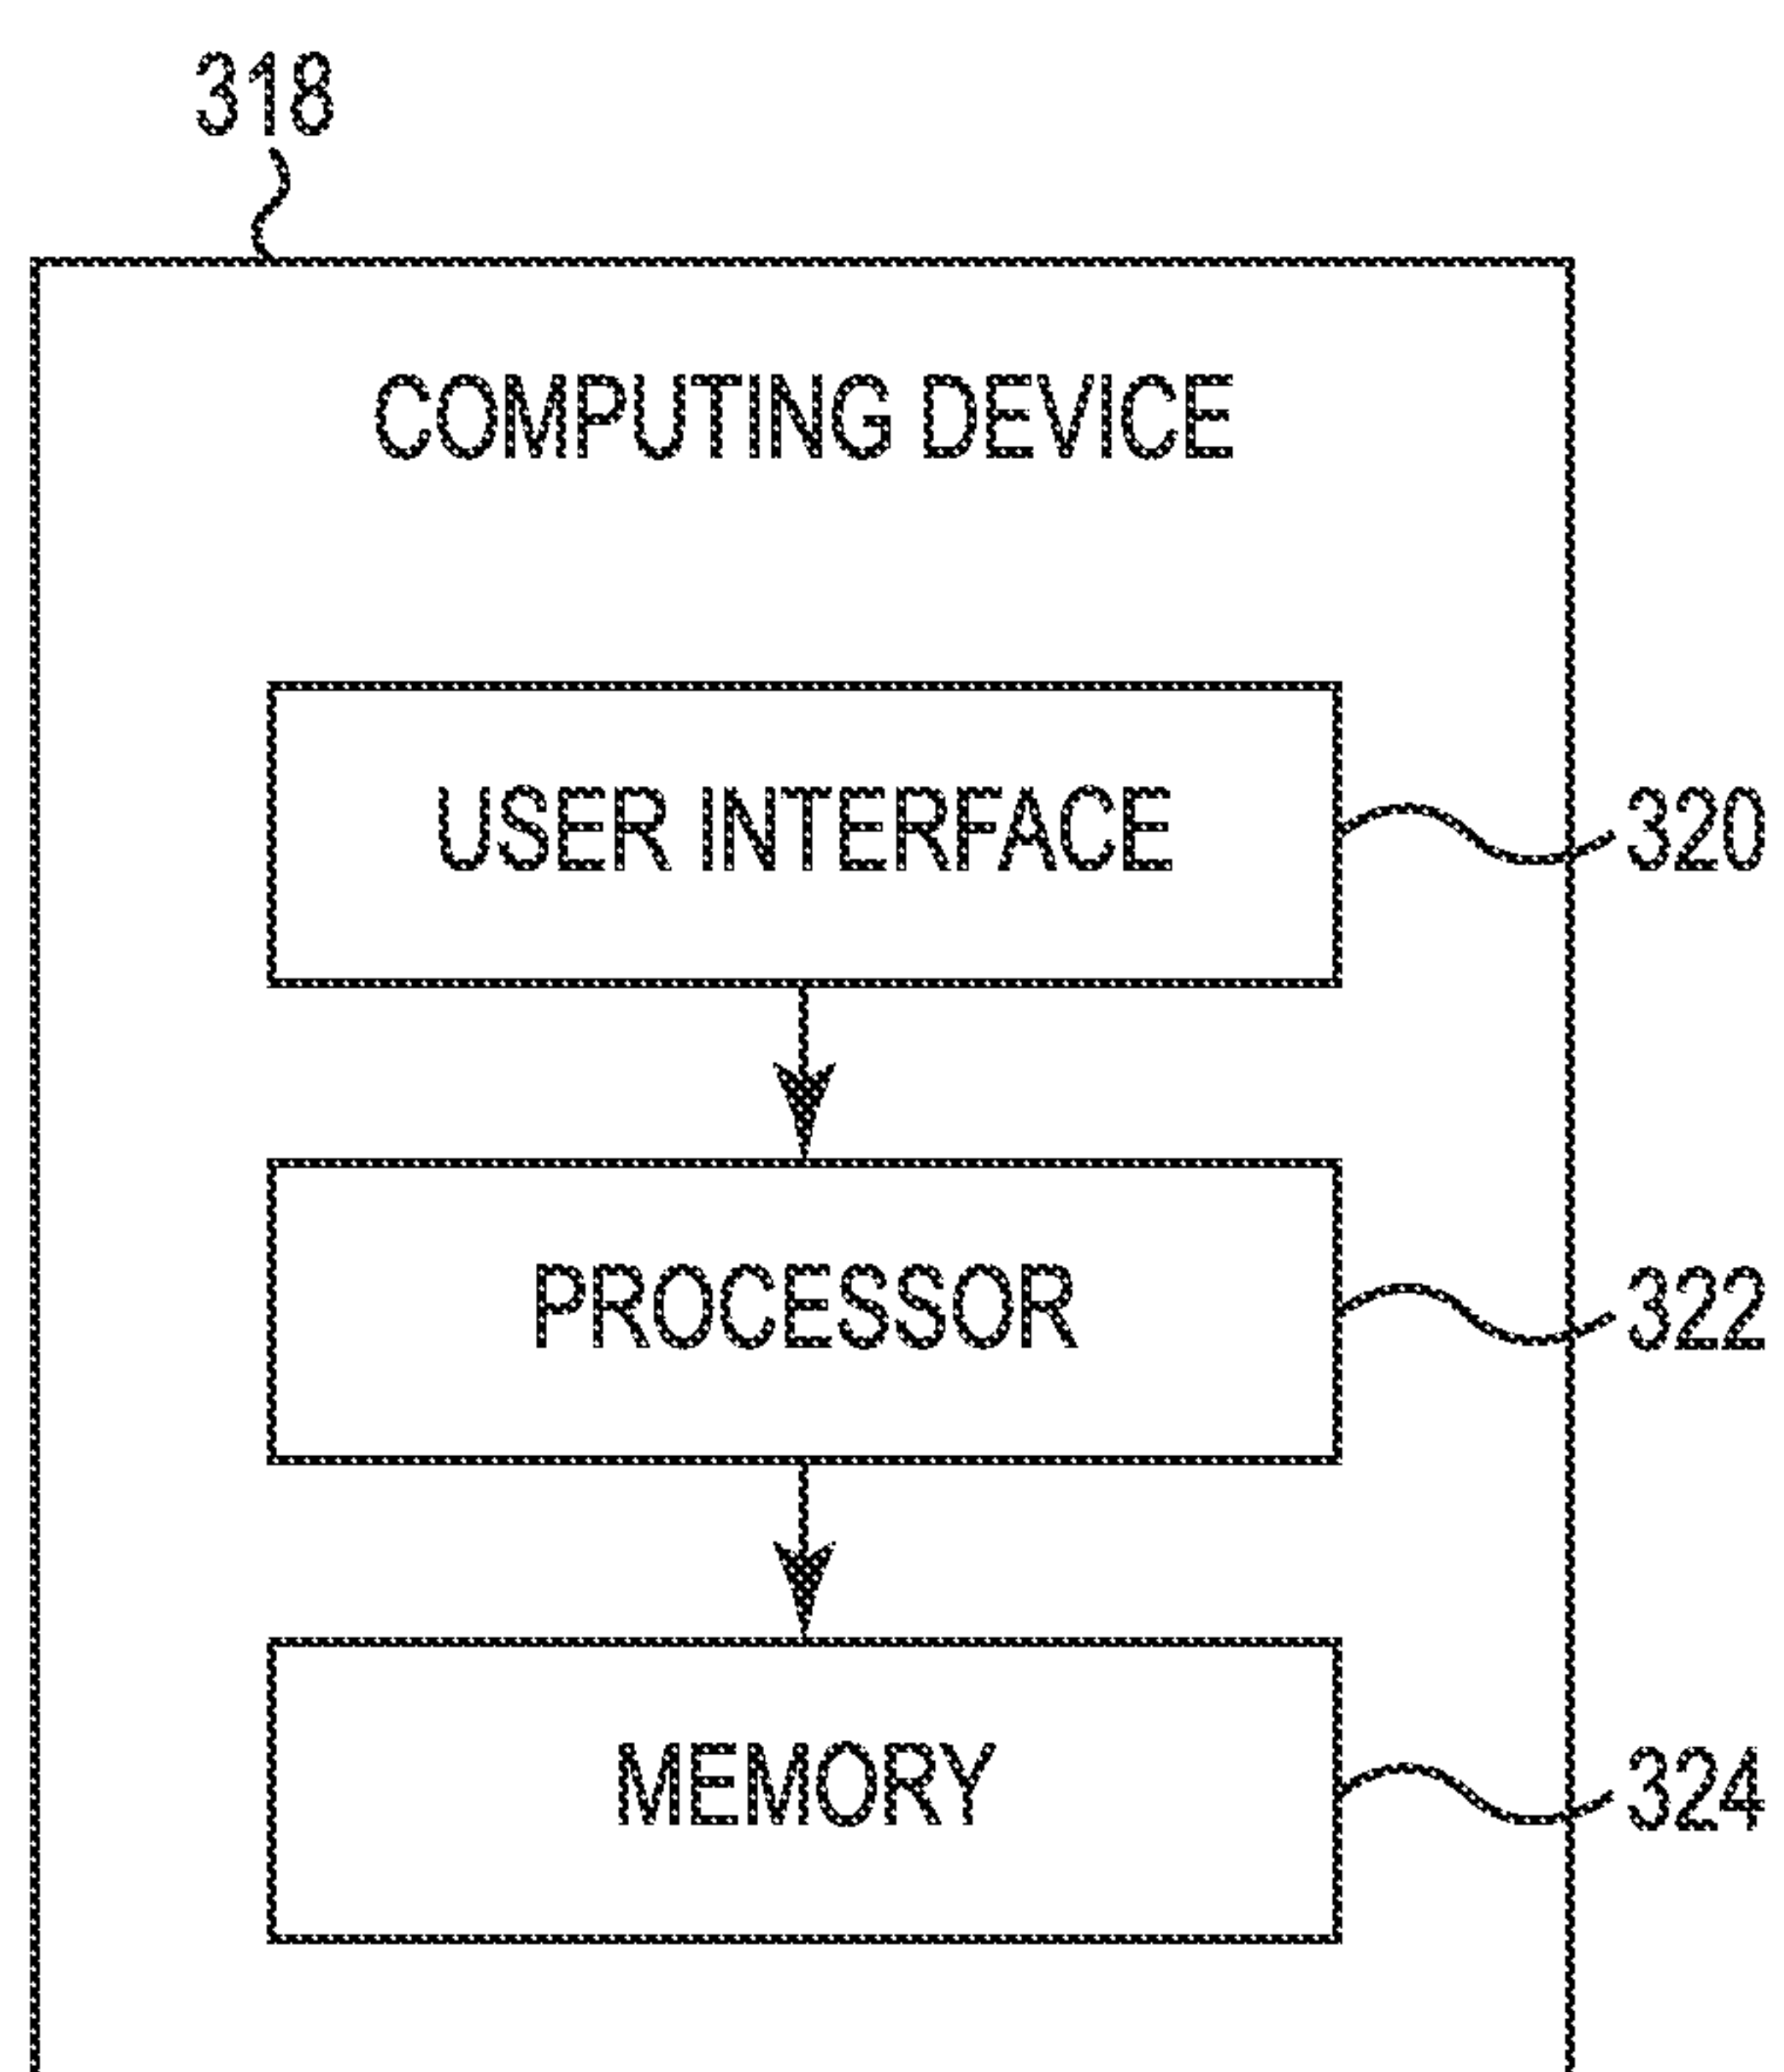 318
COMPUTING DEVICE
USER INTERFACE
320
PROCESSOR
322
MEMORY
324